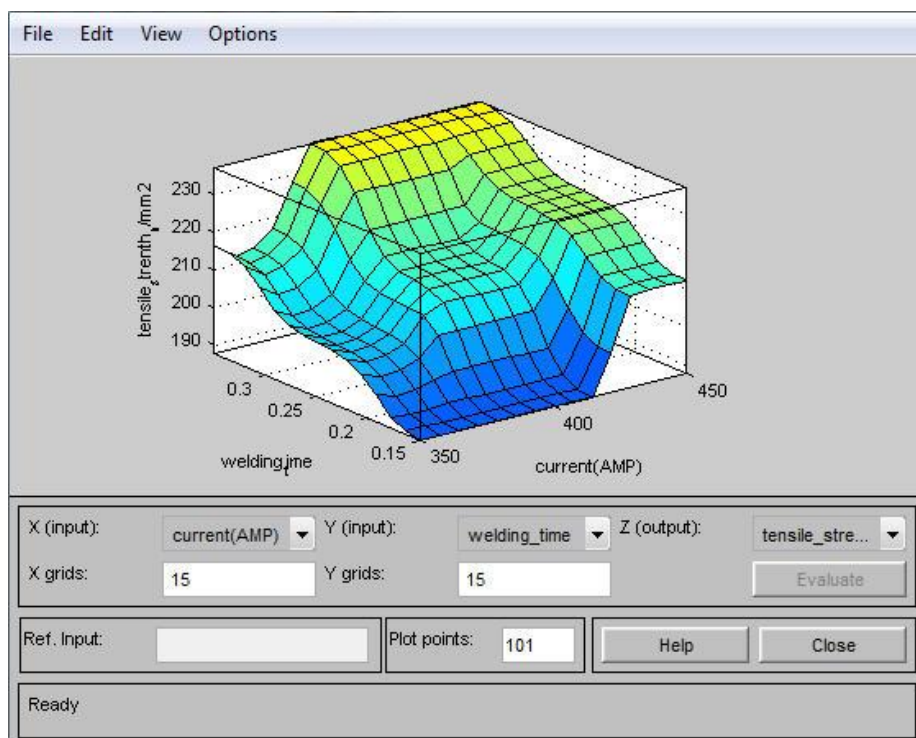 File Edit View Options
230
220
210
200
190
tensile_strenth_/mm2
0.3
0.25
0.2
0.15
welding_time
350
400
450
current(AMP)
X (input): current(AMP) Y (input): welding_time Z (output): tensile_stre...
X grids: 15 Y grids: 15 Evaluate
Ref. Input: Plot points: 101 Help Close
Ready